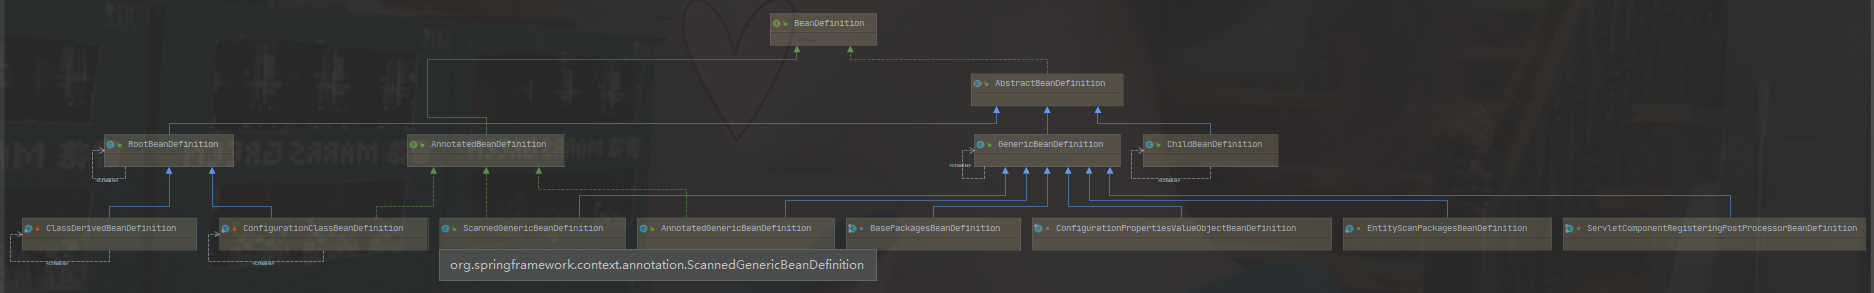 BeanDefinition
AbstractBeanDefinition
RootBeanDefinition
AnnotatedBeanDefinition
GenericBeanDefinition
ChildBeanDefinition
ClassDerivedBeanDefinition
ConfigurationClassBeanDefinition
ScannedGenericBeanDefinition
AnnotatedGenericBeanDefinition
BasePackagesBeanDefinition
ConfigurationPropertiesValueObjectBeanDefinition
EntityScanPackagesBeanDefinition
ServletComponentRegisteringPostProcessorBeanDefinition
org.springframework.context.annotation.ScannedGenericBeanDefinition